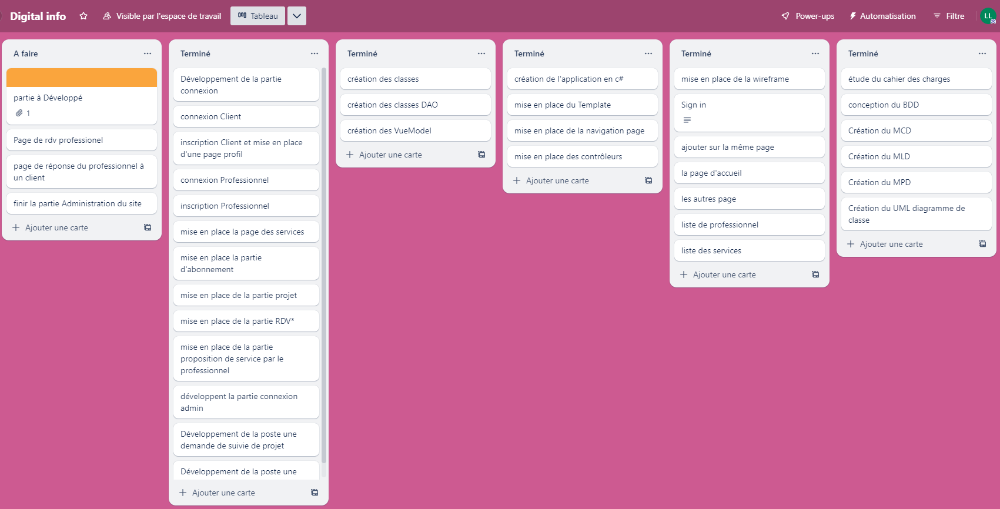 Digital info
Visible par l'espace de travail
Tableau
Power-ups
Automatisation
Filtre
LL
A faire
partie à Développé
1
Page de rdv professionel
page de réponse du professionnel à
un client
finir la partie Administration du site
Ajouter une carte
Terminé
Développement de la partie
connexion
connexion Client
inscription Client et mise en place
d'une page profil
connexion Professionnel
inscription Professionnel
mise en place la page des services
mise en place la partie
d'abonnement
mise en place de la partie projet
mise en place de la partie RDV*
mise en place de la partie
proposition de service par le
professionnel
développent la partie connexion
admin
Développement de la poste une
demande de suivie de projet
Développement de la poste une
Ajouter une carte
Terminé
création des classes
création des classes DAO
création des VueModel
Ajouter une carte
Terminé
création de l'application en c#
mise en place du Template
mise en place de la navigation page
mise en place des contrôleurs
Ajouter une carte
Terminé
mise en place de la wireframe
Sign in
ajouter sur la même page
la page d'accueil
les autres page
liste de professionnel
liste des services
Ajouter une carte
Terminé
étude du cahier des charges
conception du BDD
Création du MCD
Création du MLD
Création du MPD
Création du UML diagramme de
classe
Ajouter une carte